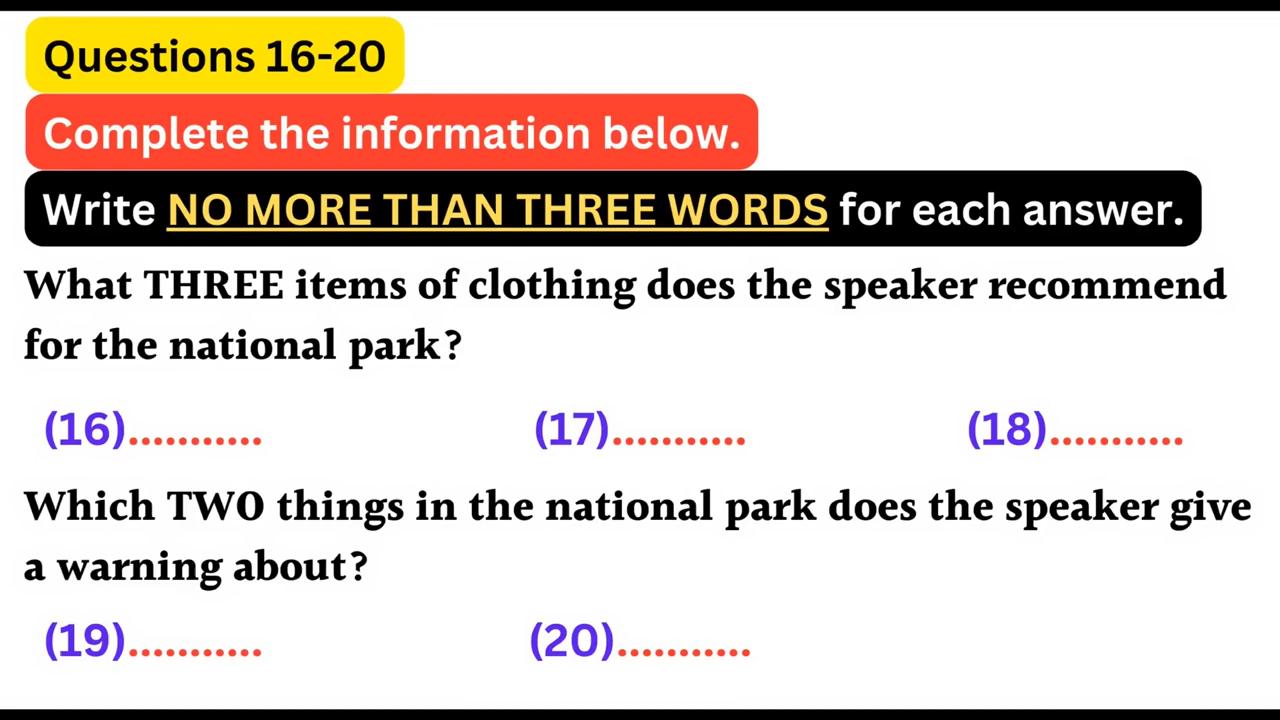 Questions 16-20
Complete the information below.
Write NO MORE THAN THREE WORDS for each answer.
What THREE items of clothing does the speaker recommend
for the national park?
(16)........... (17)........... (18)...........
Which TWO things in the national park does the speaker give
a warning about?
(19)........... (20)...........